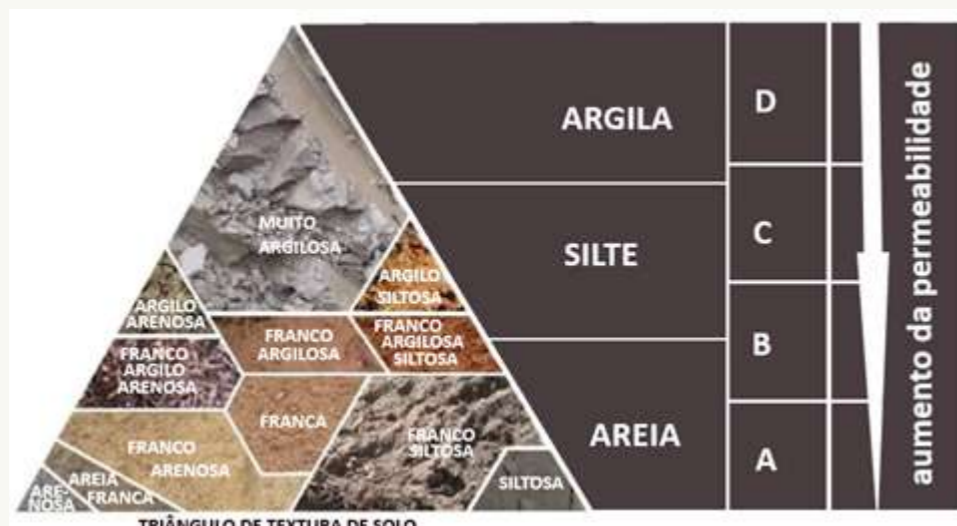 MUITO
ARGILOSA
ARGILO
SILTOSA
ARGILO
ARENOSA
FRANCO
ARGILOSA
FRANCO
ARGILOSA
SILTOSA
FRANCO
ARGILO
ARENOSA
FRANCA
FRANCO
SILTOSA
FRANCO
ARENOSA
AREIA
FRANCA
ARE-
NOSA
SILTOSA
ARGILA
SILTE
AREIA
D
C
B
A
aumento da permeabilidade
TRIÂNGULO DE TEXTURA DE SOLO